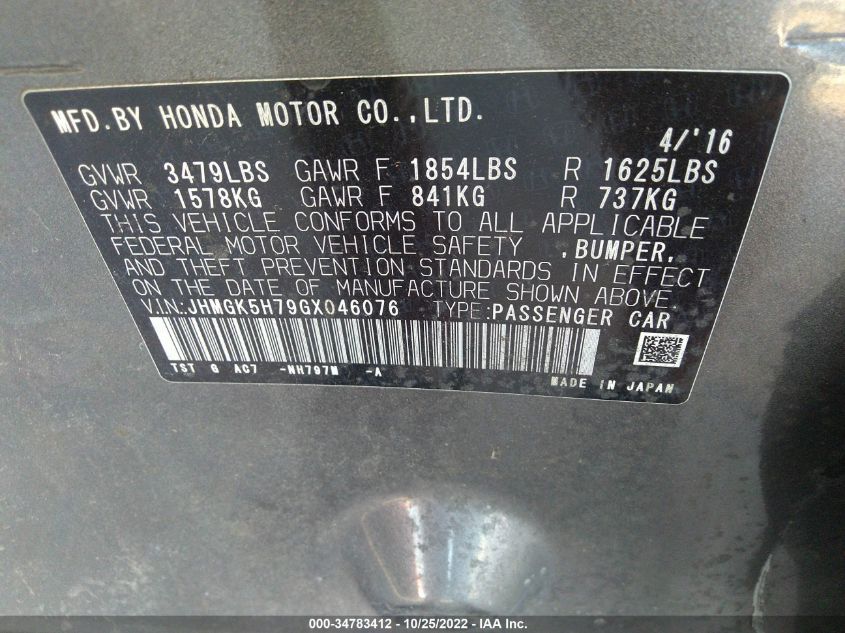 MFD.BY HONDA MOTOR CO.,LTD.
4/'16
GVWR 3479LBS GAWR F 1854LBS R 1625LBS
GVWR 1578KG GAWR F 841KG R 737KG
THIS VEHICLE CONFORMS TO ALL APPLICABLE
FEDERAL MOTOR VEHICLE SAFETY ,BUMPER,
AND THEFT PREVENTION STANDARDS IN EFFECT
ON THE DATE OF MANUFACTURE SHOWN ABOVE.
V.I.N.:JHMGK5H79GX046076 TYPE:PASSENGER CAR
TST G AC7 -NH797M -A
MADE IN JAPAN
000-34783412 - 10/25/2022 - IAA Inc.